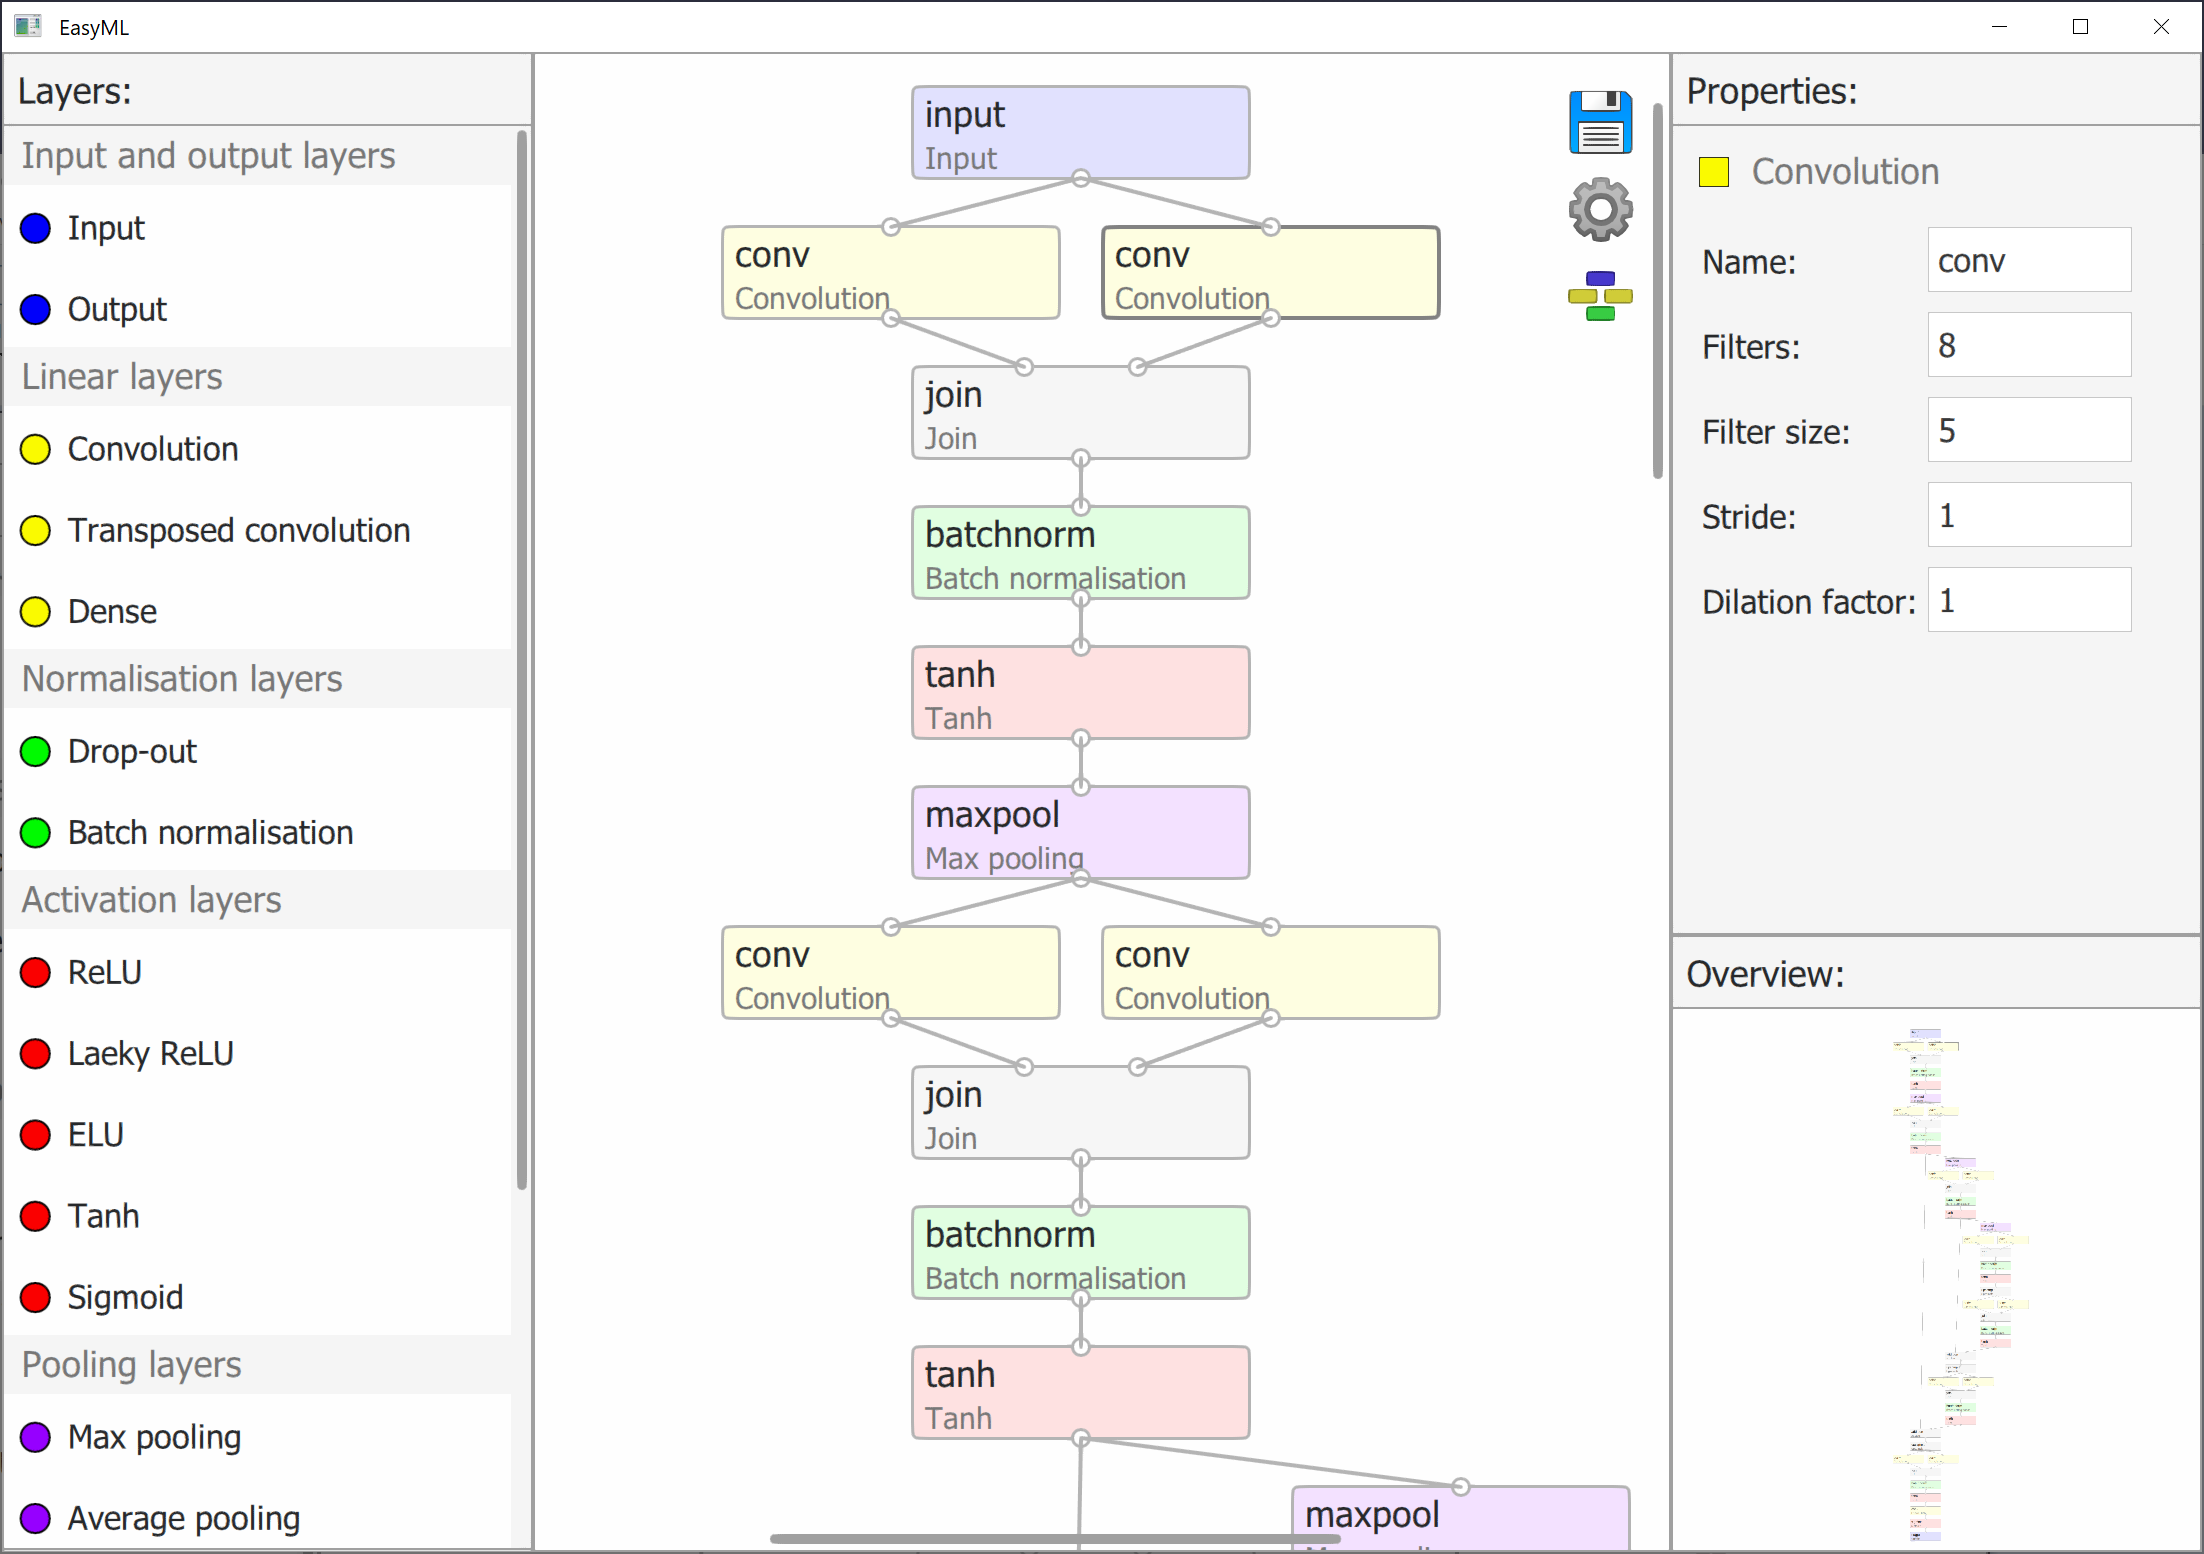 EasyML
Layers:
Input and output layers
Input
Output
Linear layers
Convolution
Transposed convolution
Dense
Normalisation layers
Drop-out
Batch normalisation
Activation layers
ReLU
Laeky ReLU
ELU
Tanh
Sigmoid
Pooling layers
Max pooling
Average pooling
input
Input
conv
Convolution
conv
Convolution
join
Join
batchnorm
Batch normalisation
tanh
Tanh
maxpool
Max pooling
conv
Convolution
conv
Convolution
join
Join
batchnorm
Batch normalisation
tanh
Tanh
maxpool
Properties:
Convolution
Name: conv
Filters: 8
Filter size: 5
Stride: 1
Dilation factor: 1
Overview: